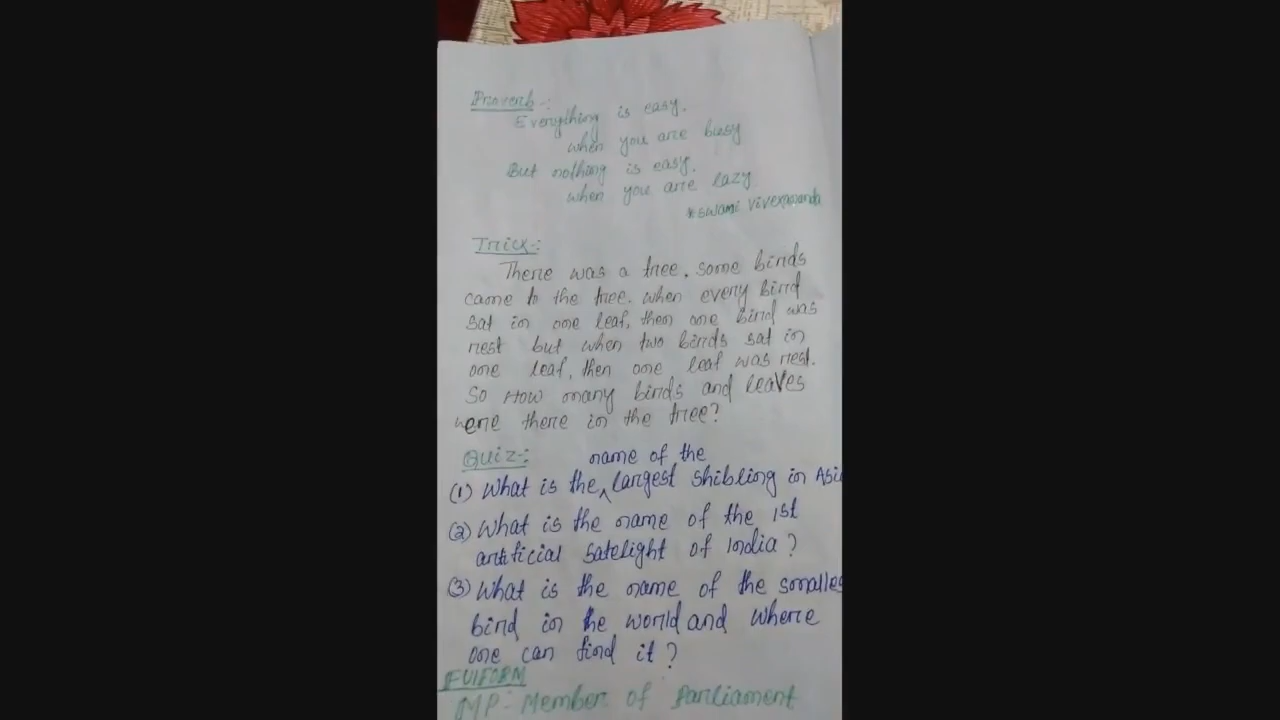 Proverb -:
Everything is easy.
when you are busy
But nothing is easy.
when you are lazy
*swami Vivekananda
Trick-:
There was a tree, some birds
came to the tree. when every bird
sat in one leaf, then one bird was
rest but when two birds sat in
one leaf, then one leaf was rest.
So How many birds and leaves
were there in the tree?
Quiz-: name of the
(1) What is the ^ largest shibling in Asia
(2) What is the name of the 1st
artificial satelight of India?
(3) What is the name of the smalles
bird in the world and where
one can find it?
FUlFORM
MP:- Member of Parliament